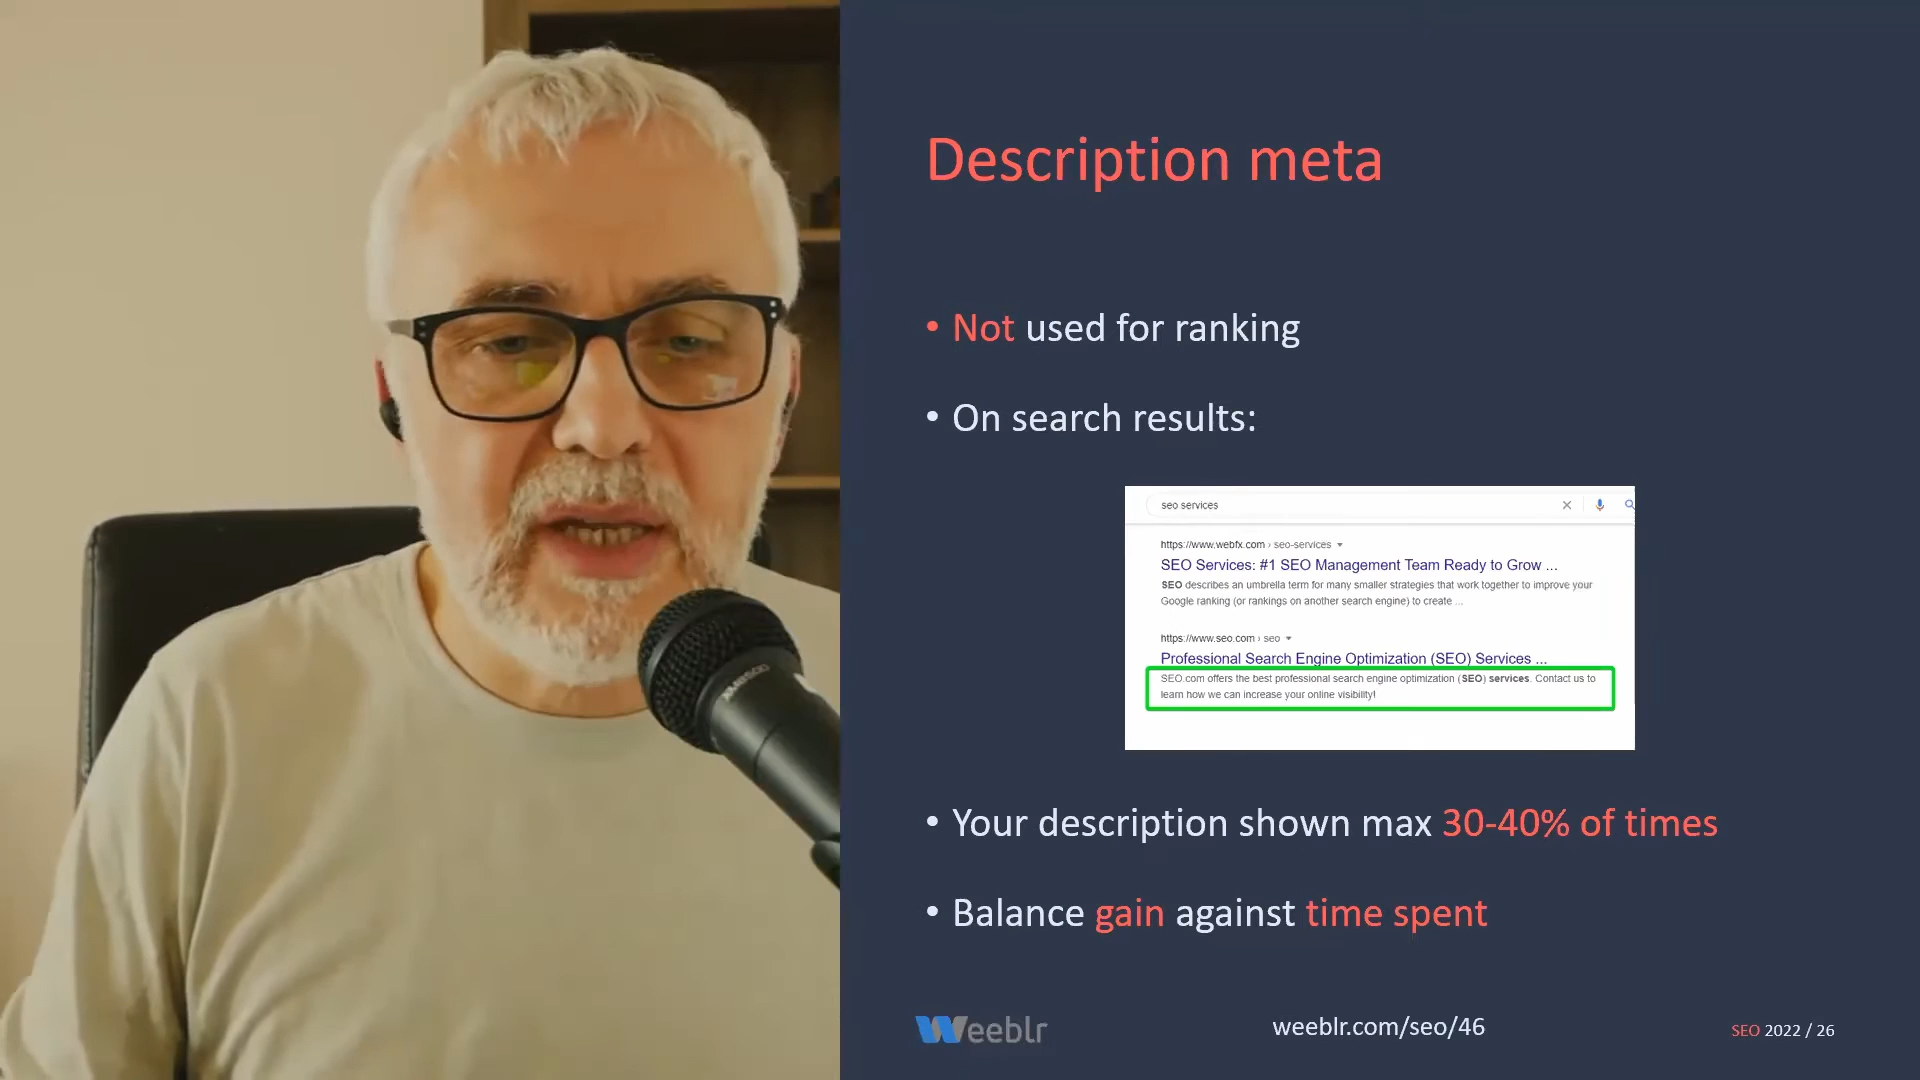 Description meta
• Not used for ranking
• On search results:
seo services
https://www.webfx.com › seo-services
SEO Services: #1 SEO Management Team Ready to Grow ...
SEO describes an umbrella term for many smaller strategies that work together to improve your
Google ranking (or rankings on another search engine) to create ...
https://www.seo.com › seo
Professional Search Engine Optimization (SEO) Services ...
SEO.com offers the best professional search engine optimization (SEO) services. Contact us to
learn how we can increase your online visibility!
• Your description shown max 30-40% of times
• Balance gain against time spent
Weeblr
weeblr.com/seo/46
SEO 2022 / 26
XM8500